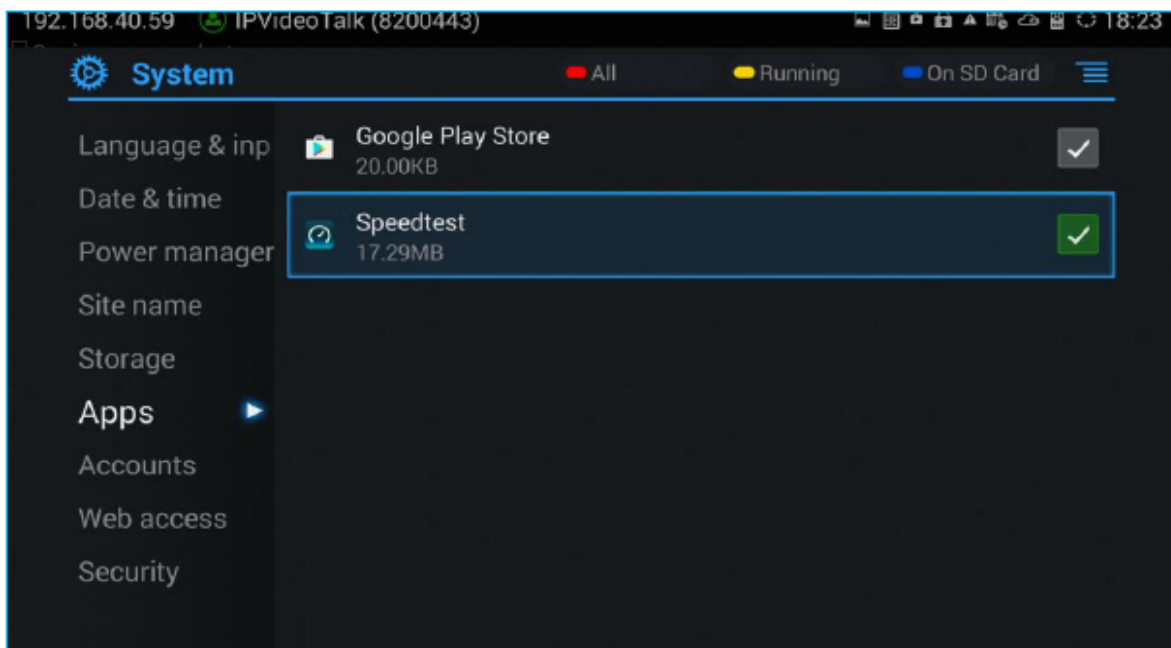 192.168.40.59 IPVideoTalk (8200443) 18:23
System All Running On SD Card
Language & inp
Date & time
Power manager
Site name
Storage
Apps
Accounts
Web access
Security
Google Play Store
20.00KB
Speedtest
17.29MB